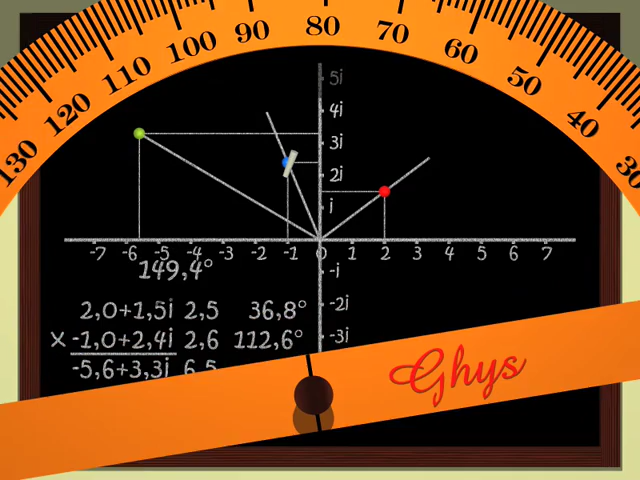 130 120 110 100 90 80 70 60 50 40 30
5i
4i
3i
2i
i
-7 -6 -5 -4 -3 -2 -1 0 1 2 3 4 5 6 7
-i
149,4°
-2i
2,0+1,5i 2,5 36,8°
-3i
x -1,0+2,4i 2,6 112,6°
-5,6+3,3i 6,5
Ghys